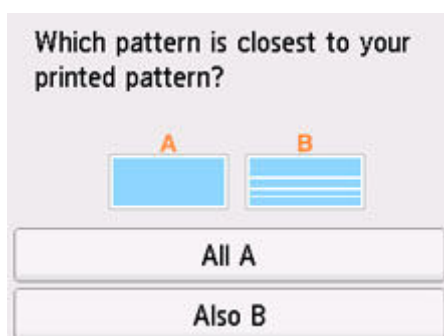 Which pattern is closest to your
printed pattern?
A B
All A
Also B